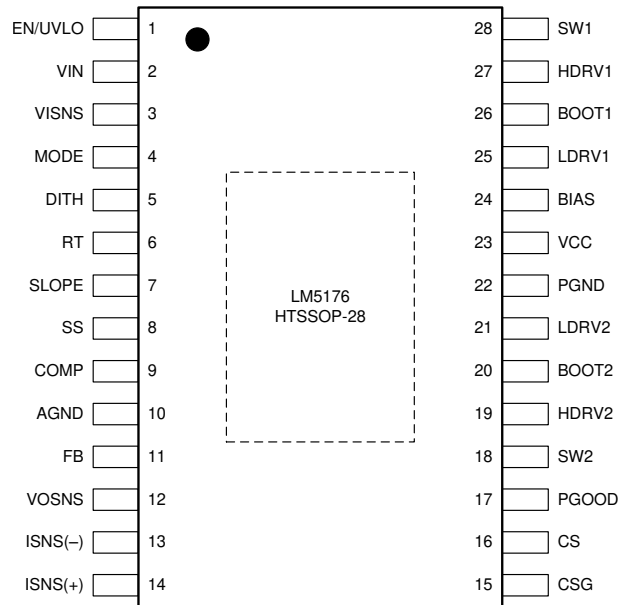 EN/UVLO 1 28 SW1
VIN 2 27 HDRV1
VISNS 3 26 BOOT1
MODE 4 25 LDRV1
DITH 5 24 BIAS
RT 6 23 VCC
SLOPE 7 22 PGND
LM5176
HTSSOP-28
SS 8 21 LDRV2
COMP 9 20 BOOT2
AGND 10 19 HDRV2
FB 11 18 SW2
VOSNS 12 17 PGOOD
ISNS(–) 13 16 CS
ISNS(+) 14 15 CSG